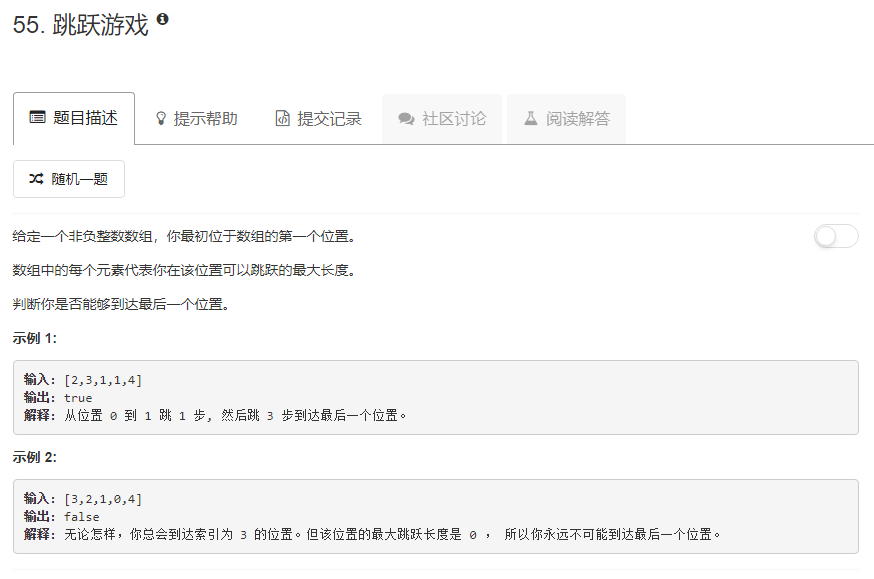 55. 跳跃游戏
题目描述
提示帮助
提交记录
社区讨论
阅读解答
随机一题
给定一个非负整数数组，你最初位于数组的第一个位置。
数组中的每个元素代表你在该位置可以跳跃的最大长度。
判断你是否能够到达最后一个位置。
示例 1:
输入: [2,3,1,1,4]
输出: true
解释: 从位置 0 到 1 跳 1 步, 然后跳 3 步到达最后一个位置。
示例 2:
输入: [3,2,1,0,4]
输出: false
解释: 无论怎样，你总会到达索引为 3 的位置。但该位置的最大跳跃长度是 0 ， 所以你永远不可能到达最后一个位置。